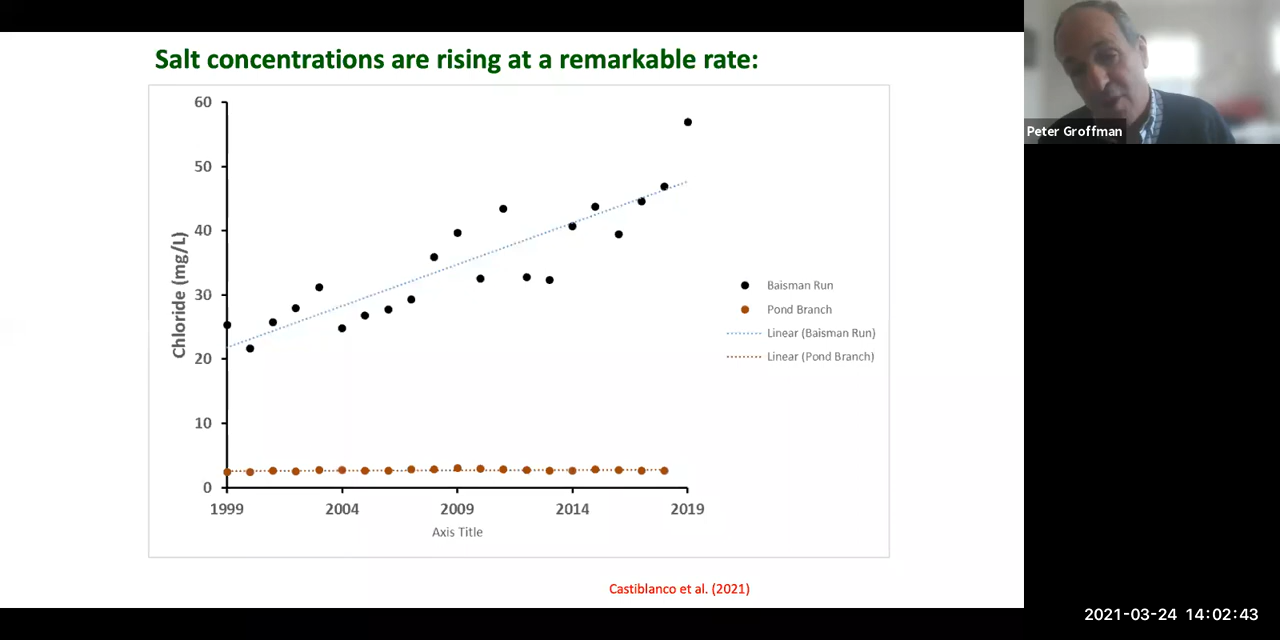 Salt concentrations are rising at a remarkable rate:
Peter Groffman
60
50
40
30
20
10
0
Chloride (mg/L)
1999 2004 2009 2014 2019
Axis Title
Baisman Run
Pond Branch
Linear (Baisman Run)
Linear (Pond Branch)
Castiblanco et al. (2021)
2021-03-24 14:02:43